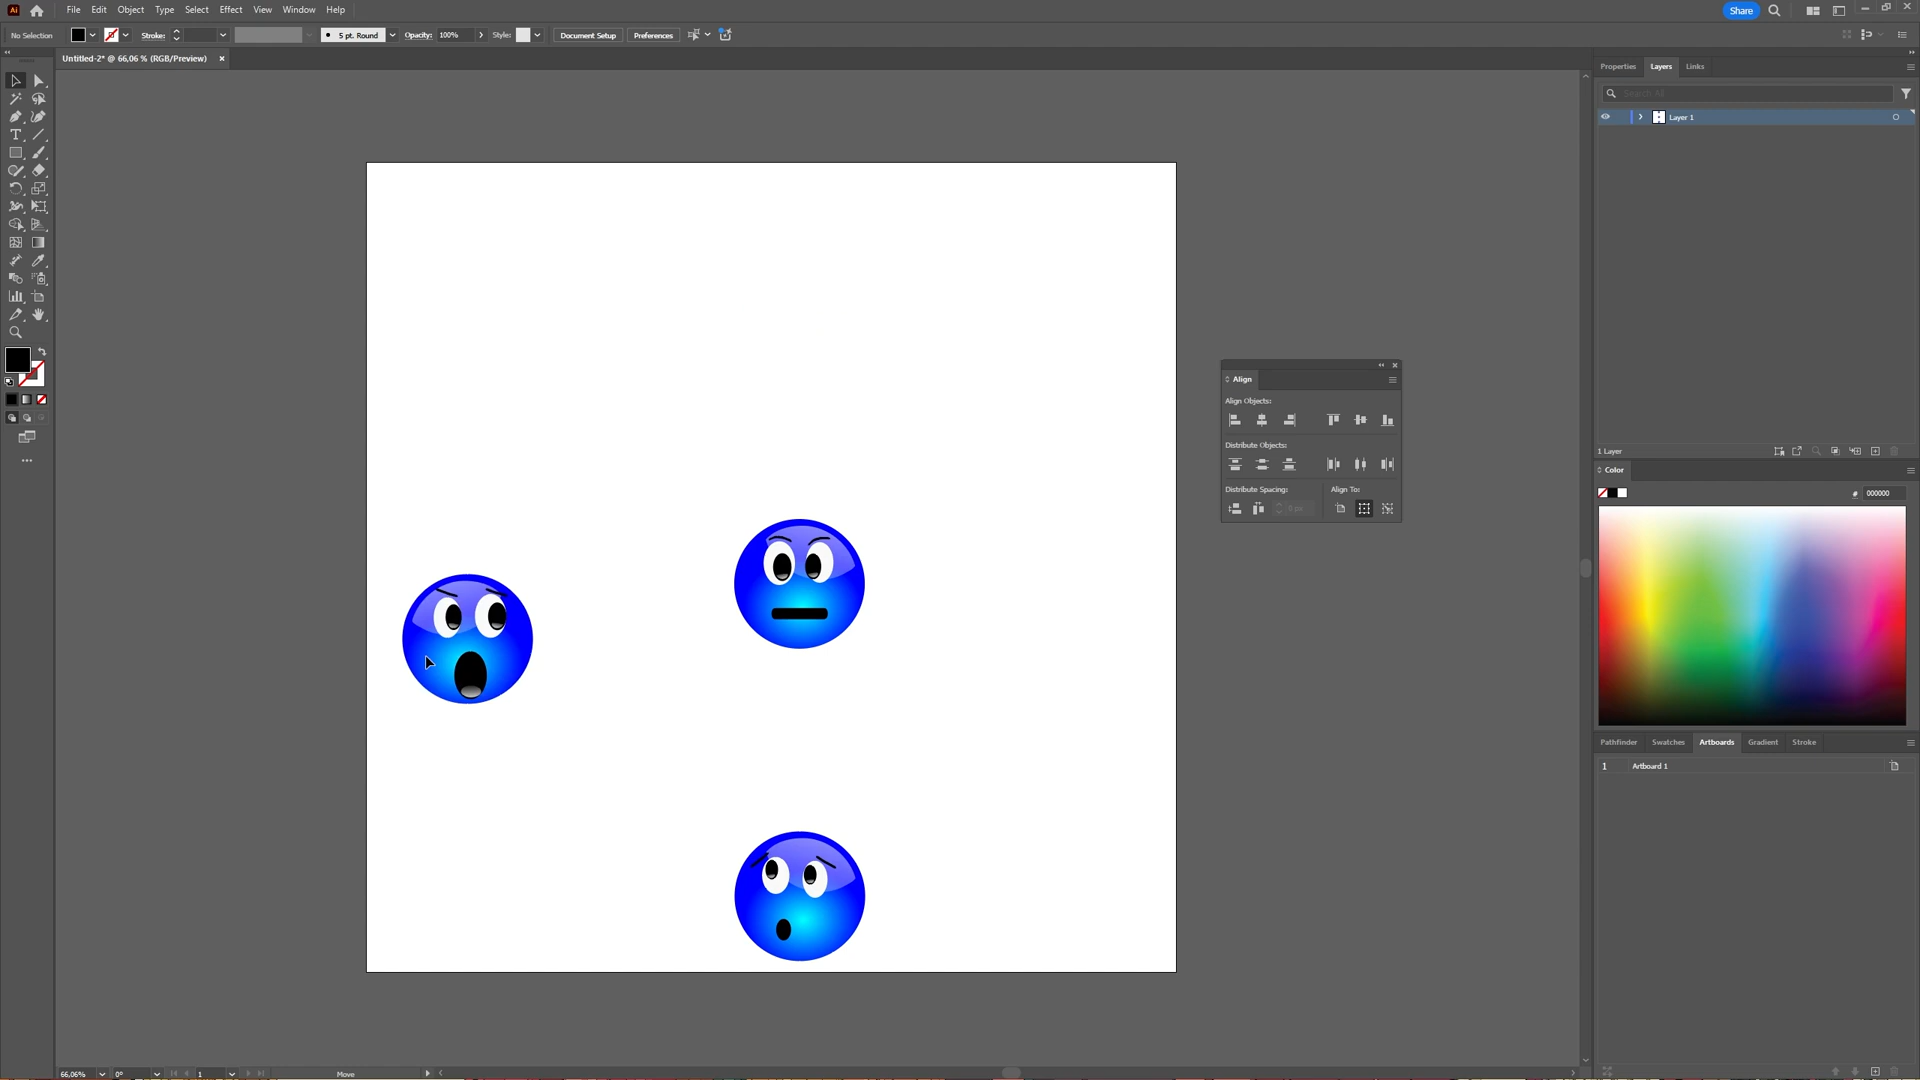 Ai File Edit Object Type Select Effect View Window Help Share
No Selection Stroke: 5 pt. Round Opacity: 100% Style: Document Setup Preferences
Untitled-2* @ 66,06 % (RGB/Preview) ×
Properties Layers Links
Search All
Layer 1
Align
Align Objects:
Distribute Objects:
Distribute Spacing: Align To:
0 px
1 Layer
Color
# 000000
Pathfinder Swatches Artboards Gradient Stroke
1 Artboard 1
66,06% 0° 1 Move